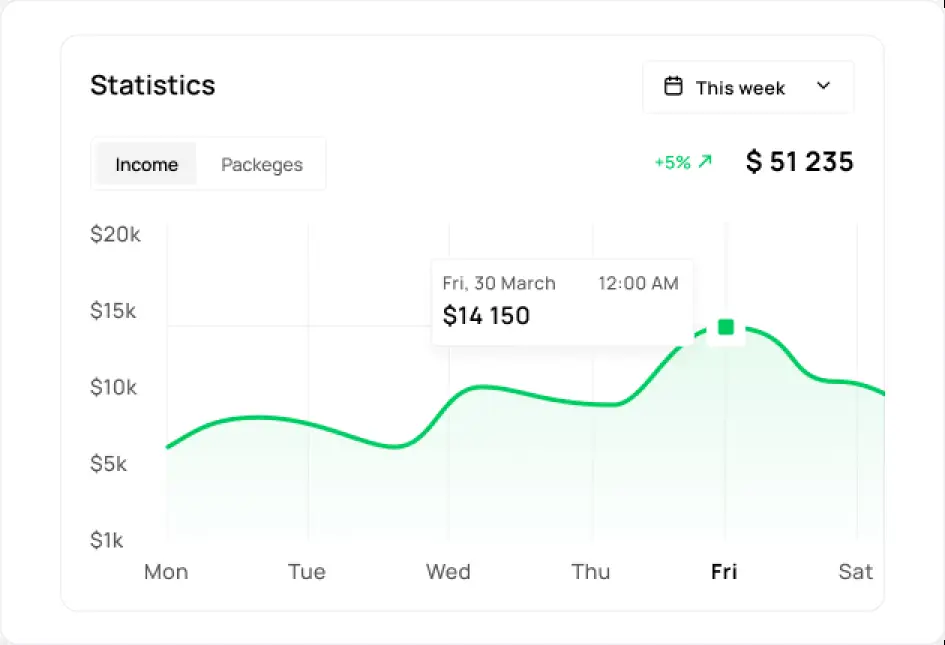 Statistics
This week
Income
Packeges
+5%
$ 51 235
$20k
$15k
$10k
$5k
$1k
Fri, 30 March
12:00 AM
$14 150
Mon
Tue
Wed
Thu
Fri
Sat